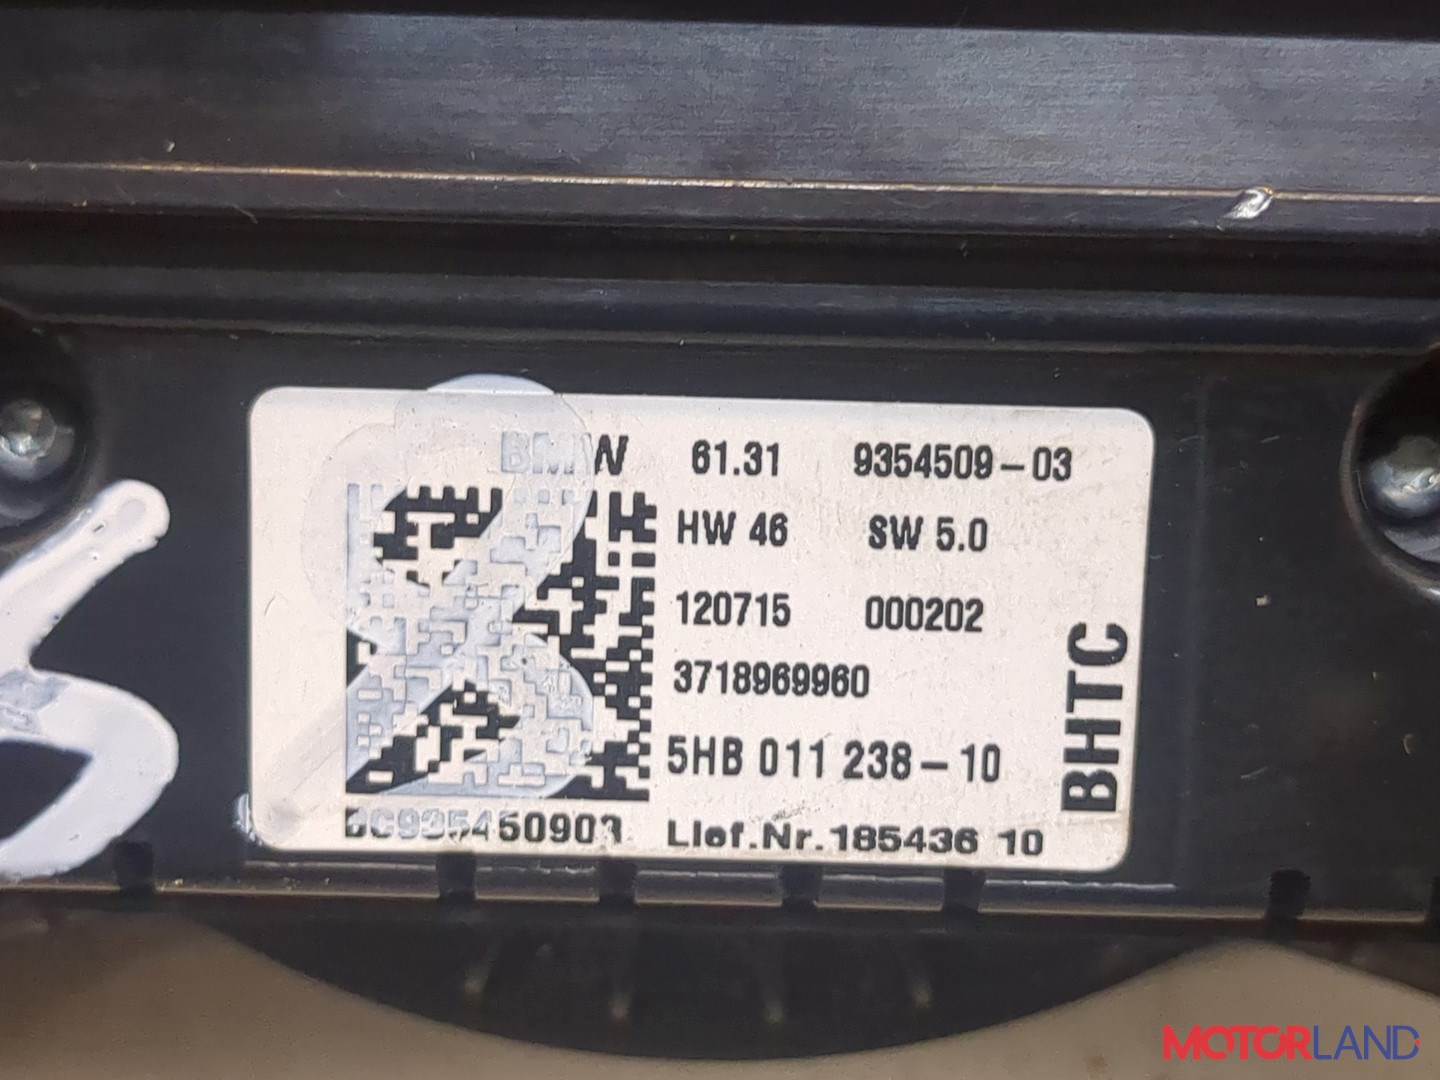 BMW 61.31 9354509-03
HW 46 SW 5.0
120715 000202
3718969960
5HB 011 238-10
Lief.Nr.185436 10
BHTC
MOTORLAND